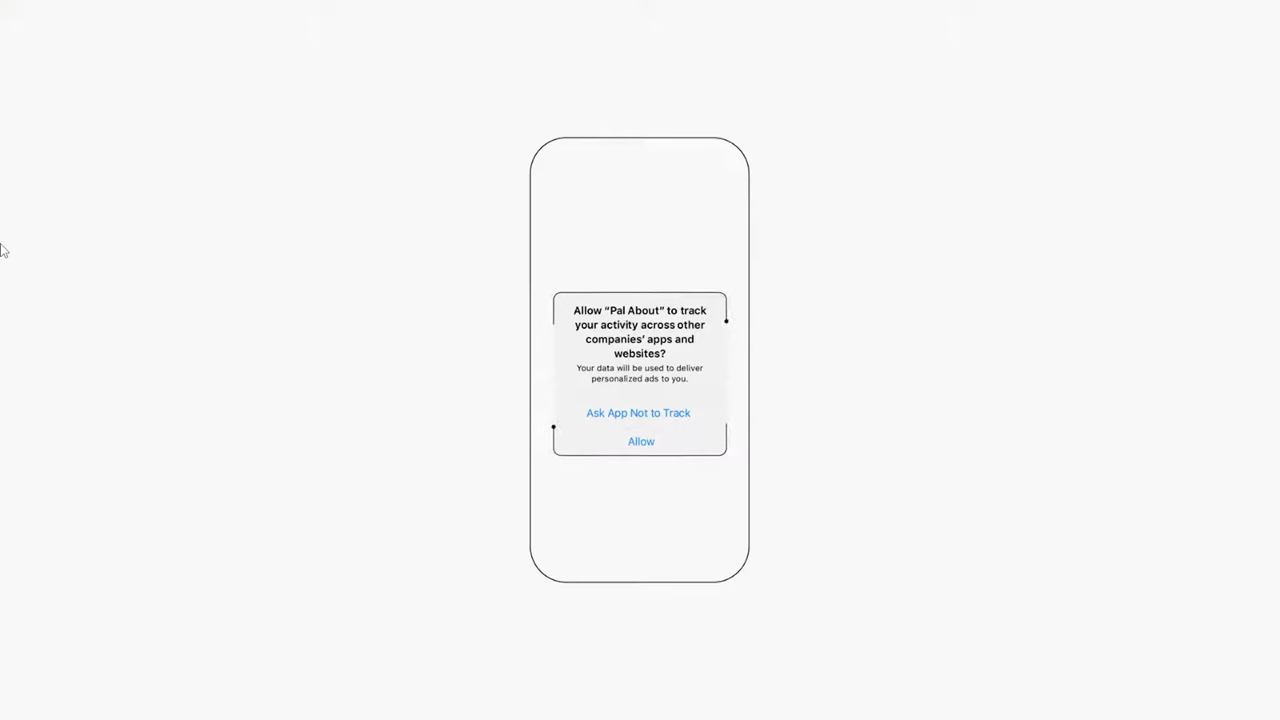 Allow “Pal About” to track
your activity across other
companies’ apps and
websites?
Your data will be used to deliver
personalized ads to you.
Ask App Not to Track
Allow